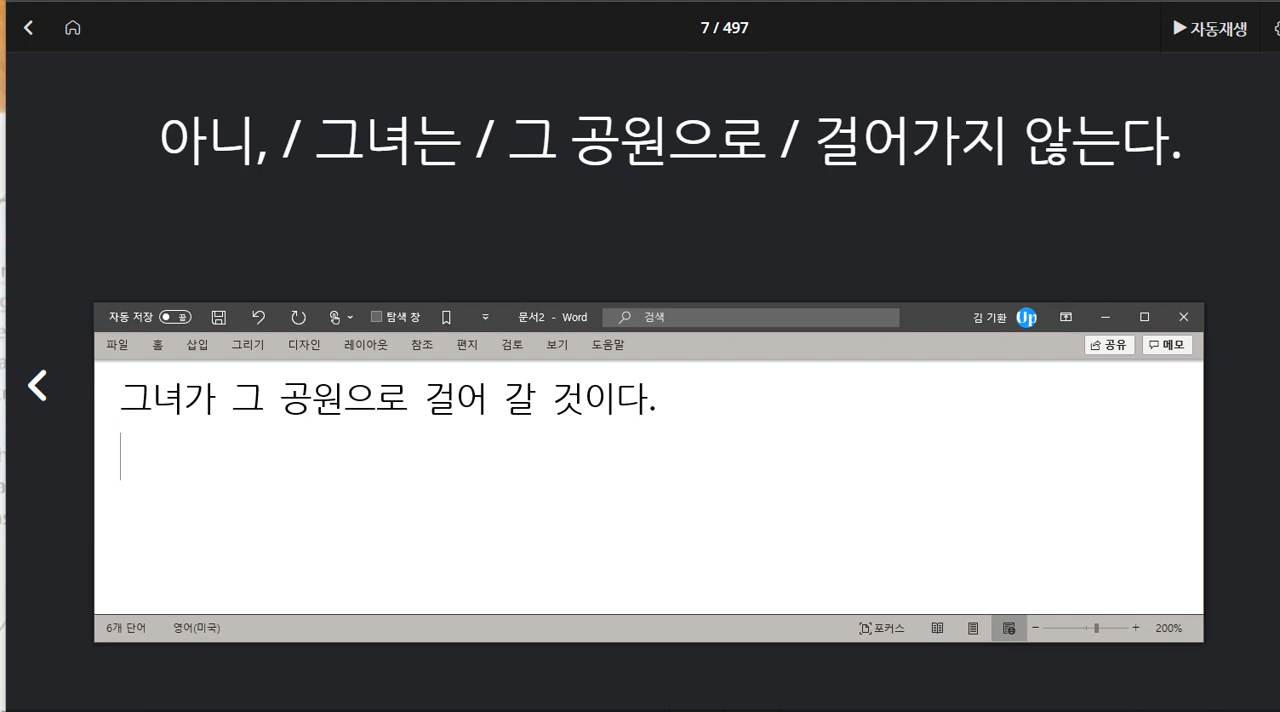 7 / 497
▶ 자동재생
아니, / 그녀는 / 그 공원으로 / 걸어가지 않는다.
자동 저장 끔 탐색 창 문서2 - Word 검색 김 기환 Up
파일 홈 삽입 그리기 디자인 레이아웃 참조 편지 검토 보기 도움말 공유 메모
그녀가 그 공원으로 걸어 갈 것이다.
6개 단어 영어(미국) 포커스 − + 200%